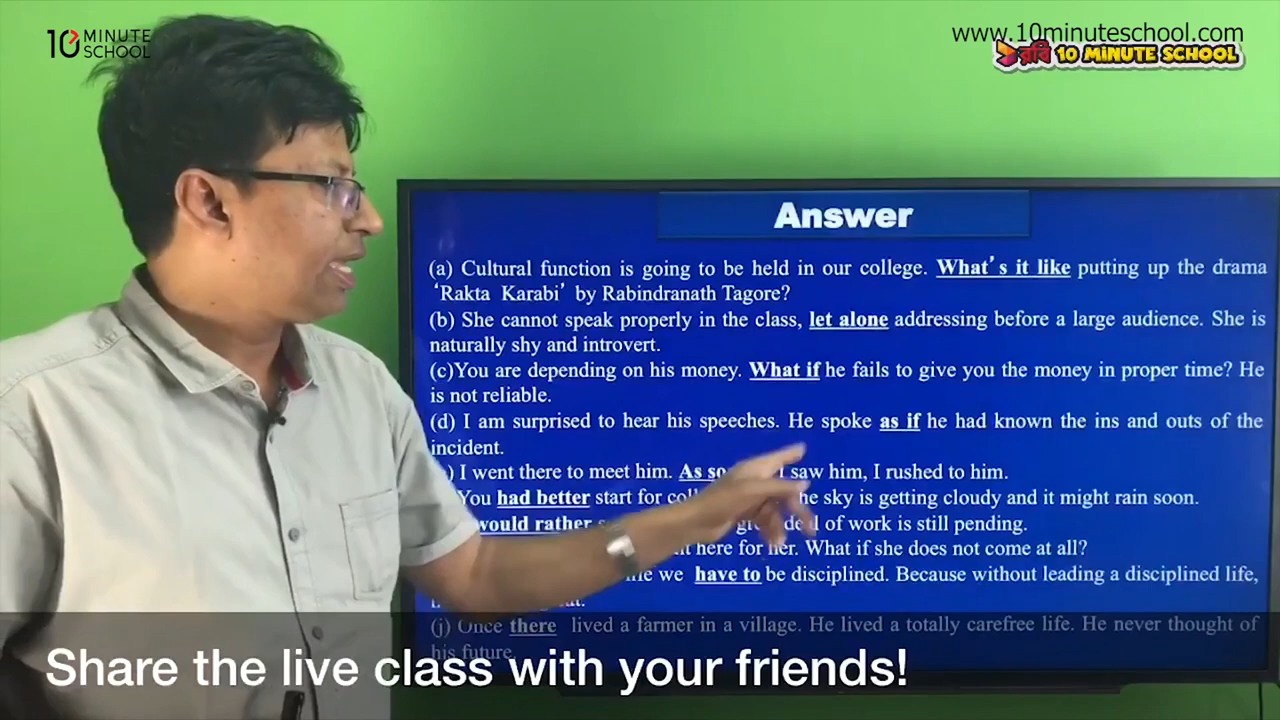 10 MINUTE
SCHOOL
www.10minuteschool.com
রবি 10 MiNUTE SCHOOL
Answer
(a) Cultural function is going to be held in our college. What's it like putting up the drama
'Rakta Karabi' by Rabindranath Tagore?
(b) She cannot speak properly in the class, let alone addressing before a large audience. She is
naturally shy and introvert.
(c)You are depending on his money. What if he fails to give you the money in proper time? He
is not reliable.
(d) I am surprised to hear his speeches. He spoke as if he had known the ins and outs of the
incident.
) I went there to meet him. As I saw him, I rushed to him.
You had better start for he sky is getting cloudy and it might rain soon.
would rather deal of work is still pending.
here for her. What if she does not come at all?
we have to be disciplined. Because without leading a disciplined life,
(j) Once there lived a farmer in a village. He lived a totally carefree life. He never thought of
his future.
Share the live class with your friends!